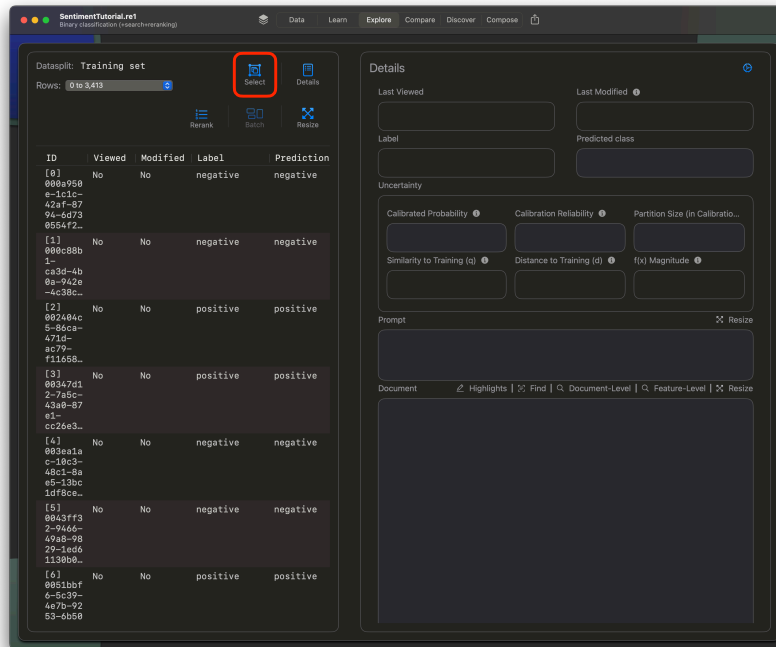 SentimentTutorial.re1
Binary classification (+search+reranking)
Data Learn Explore Compare Discover Compose
Datasplit: Training set
Rows: 0 to 3,413
Select
Details
Rerank
Batch
Resize
ID Viewed Modified Label Prediction
[0] No No negative negative
000a950
e-1c1c-
42af-87
94-6d73
0554f2…
[1] No No negative negative
000c88b
1-
ca3d-4b
0a-942e
-4c38c…
[2] No No positive positive
002404c
5-86ca-
471d-
ac79-
f11658…
[3] No No positive positive
00347d1
2-7a5c-
43a0-87
e1-
cc26e3…
[4] No No negative negative
003ea1a
c-10c3-
48c1-8a
e5-13bc
1df8ce…
[5] No No negative negative
0043ff3
2-9466-
49a8-98
29-1ed6
1130b0…
[6] No No positive positive
0051bbf
6-5c39-
4e7b-92
53-6b50
Details
Last Viewed Last Modified
Label Predicted class
Uncertainty
Calibrated Probability Calibration Reliability Partition Size (in Calibratio...
Similarity to Training (q) Distance to Training (d) f(x) Magnitude
Prompt Resize
Document Highlights | Find | Document-Level | Feature-Level | Resize